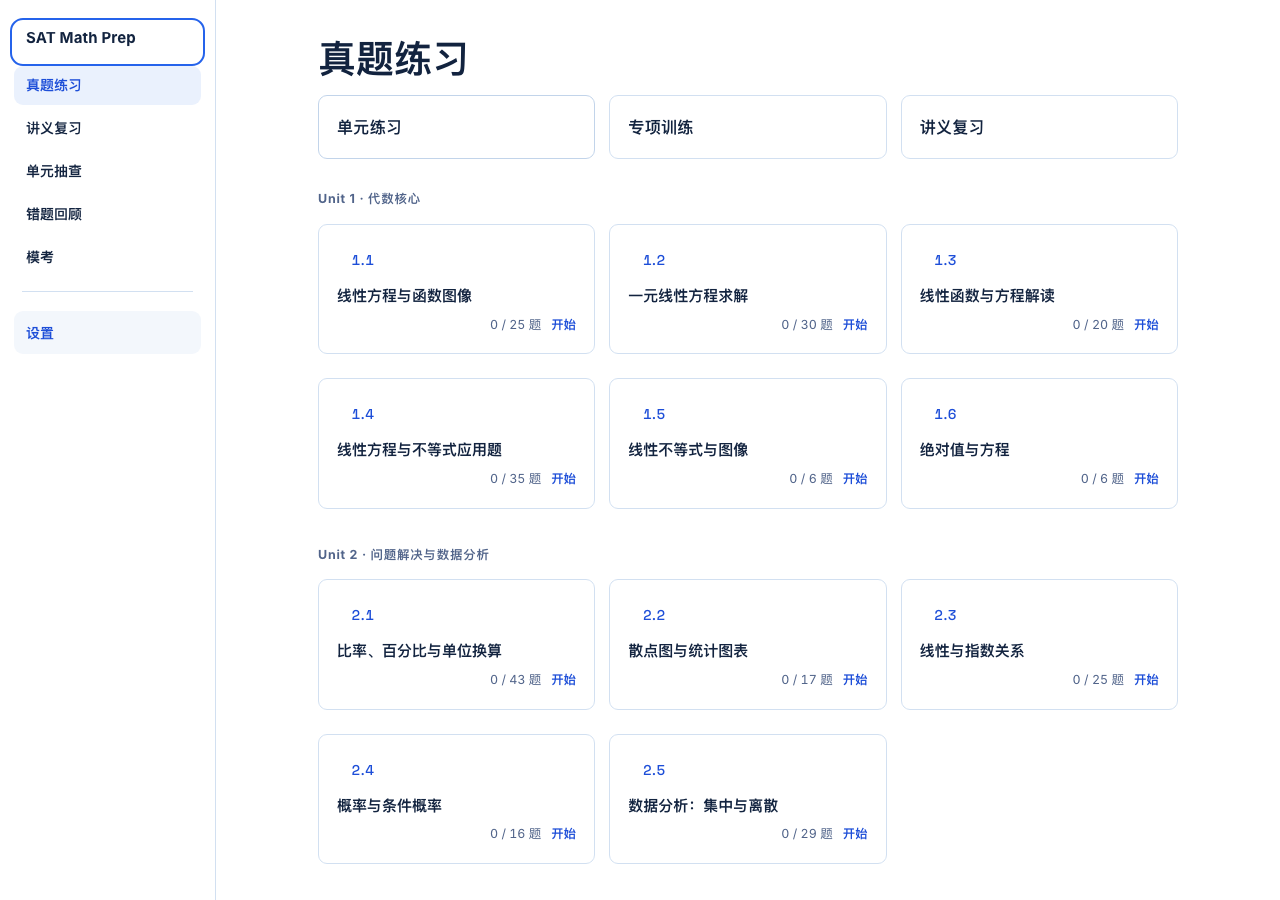 SAT Math Prep
真题练习
讲义复习
单元抽查
错题回顾
模考
设置
真题练习
单元练习
专项训练
讲义复习
Unit 1 · 代数核心
1.1
线性方程与函数图像
0 / 25 题 开始
1.2
一元线性方程求解
0 / 30 题 开始
1.3
线性函数与方程解读
0 / 20 题 开始
1.4
线性方程与不等式应用题
0 / 35 题 开始
1.5
线性不等式与图像
0 / 6 题 开始
1.6
绝对值与方程
0 / 6 题 开始
Unit 2 · 问题解决与数据分析
2.1
比率、百分比与单位换算
0 / 43 题 开始
2.2
散点图与统计图表
0 / 17 题 开始
2.3
线性与指数关系
0 / 25 题 开始
2.4
概率与条件概率
0 / 16 题 开始
2.5
数据分析：集中与离散
0 / 29 题 开始